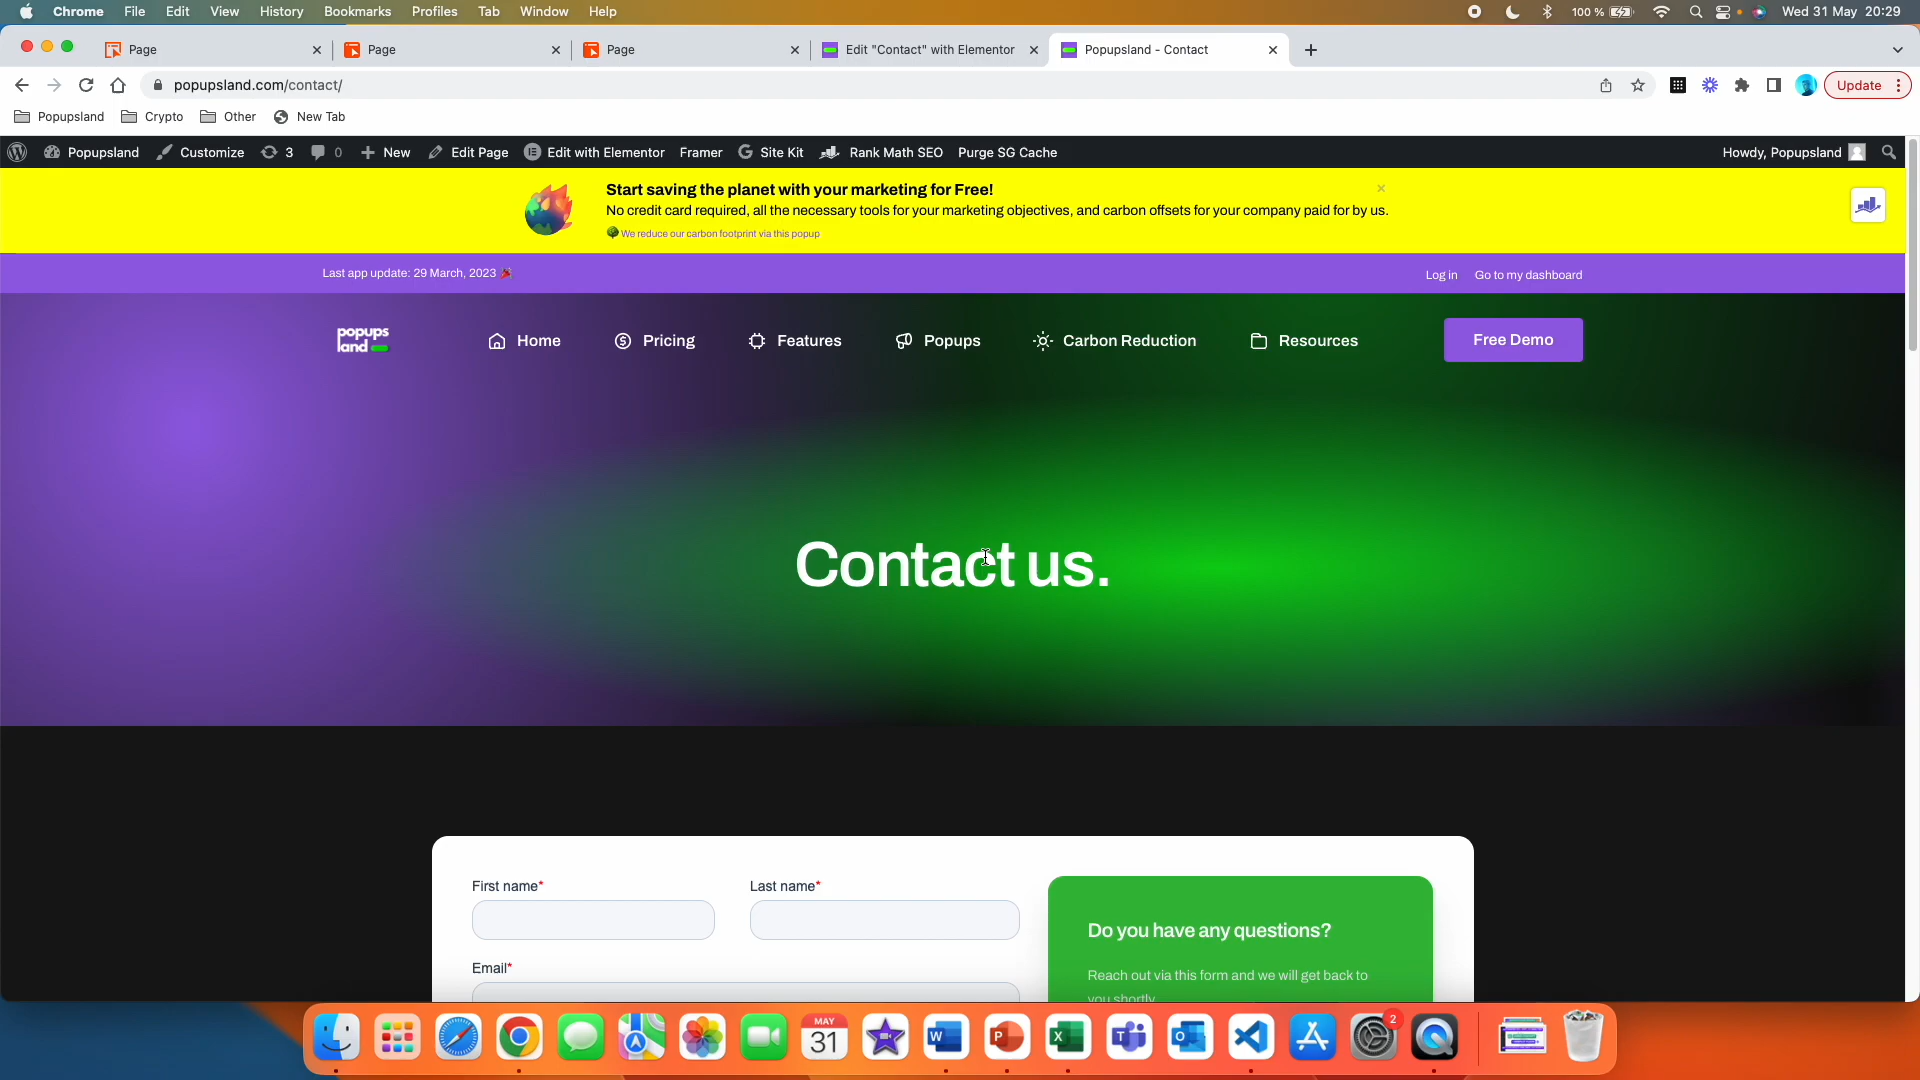 Chrome File Edit View History Bookmarks Profiles Tab Window Help 100 % Wed 31 May 20:29
Page Page Page Edit "Contact" with Elementor Popupsland - Contact
popupsland.com/contact/ Update
Popupsland Crypto Other New Tab
Popupsland Customize 3 0 New Edit Page Edit with Elementor Framer Site Kit Rank Math SEO Purge SG Cache Howdy, Popupsland
Start saving the planet with your marketing for Free!
No credit card required, all the necessary tools for your marketing objectives, and carbon offsets for your company paid for by us.
We reduce our carbon footprint via this popup
Last app update: 29 March, 2023 Log in Go to my dashboard
popups
land
Home Pricing Features Popups Carbon Reduction Resources Free Demo
Contact us.
First name* Last name*
Do you have any questions?
Email*
Reach out via this form and we will get back to
you shortly
MAY
31
2